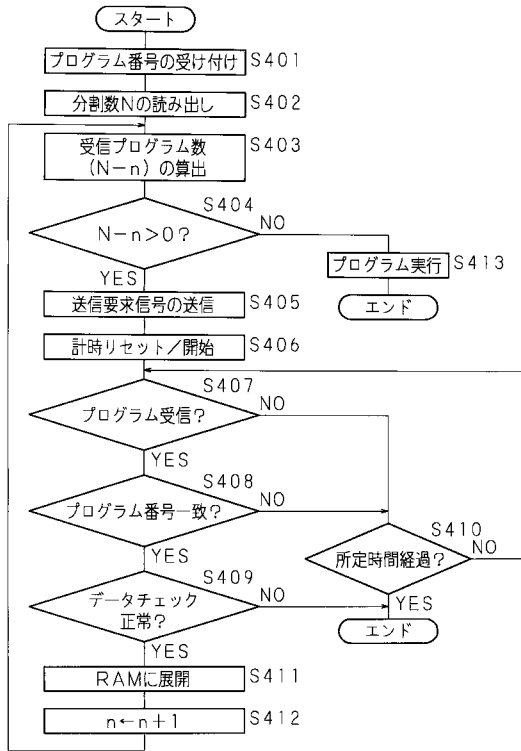 スタート
プログラム番号の受け付け S401
分割数Nの読み出し S402
受信プログラム数 S403
(N－n)の算出
S404
N－n>0? NO
YES
プログラム実行 S413
エンド
送信要求信号の送信 S405
計時リセット／開始 S406
S407
プログラム受信? NO
YES
S408
プログラム番号一致? NO
YES
S410
所定時間経過? NO
YES
エンド
S409
データチェック NO
正常?
YES
RAMに展開 S411
n←n＋1 S412